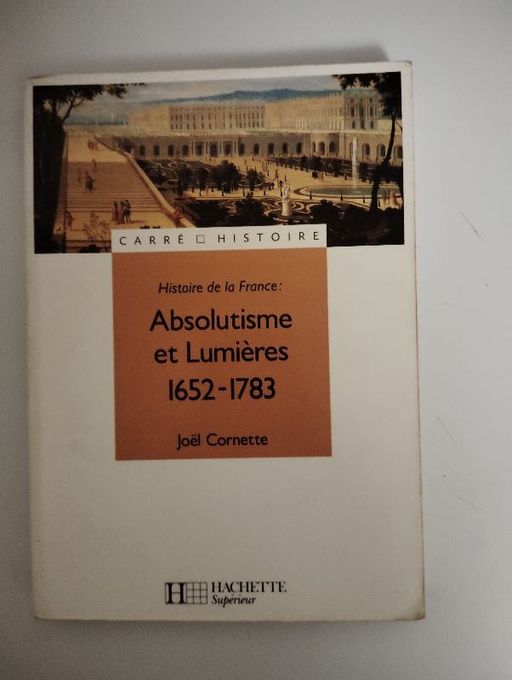 CARRÉ □ HISTOIRE
Histoire de la France :
Absolutisme
et Lumières
1652-1783
Joël Cornette
H HACHETTE
Supérieur